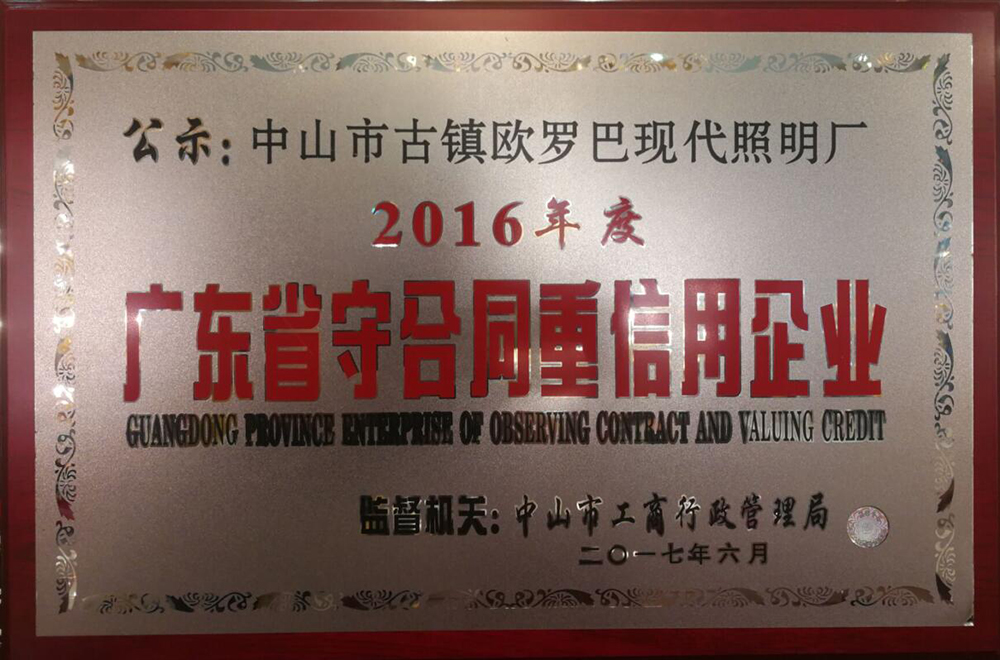 公示:中山市古镇欧罗巴现代照明厂
2016年度
广东省守合同重信用企业
GUANGDONG PROVINCE ENTERPRISE OF OBSERVING CONTRACT AND VALUING CREDIT
监督机关:中山市工商行政管理局
二〇一七年六月